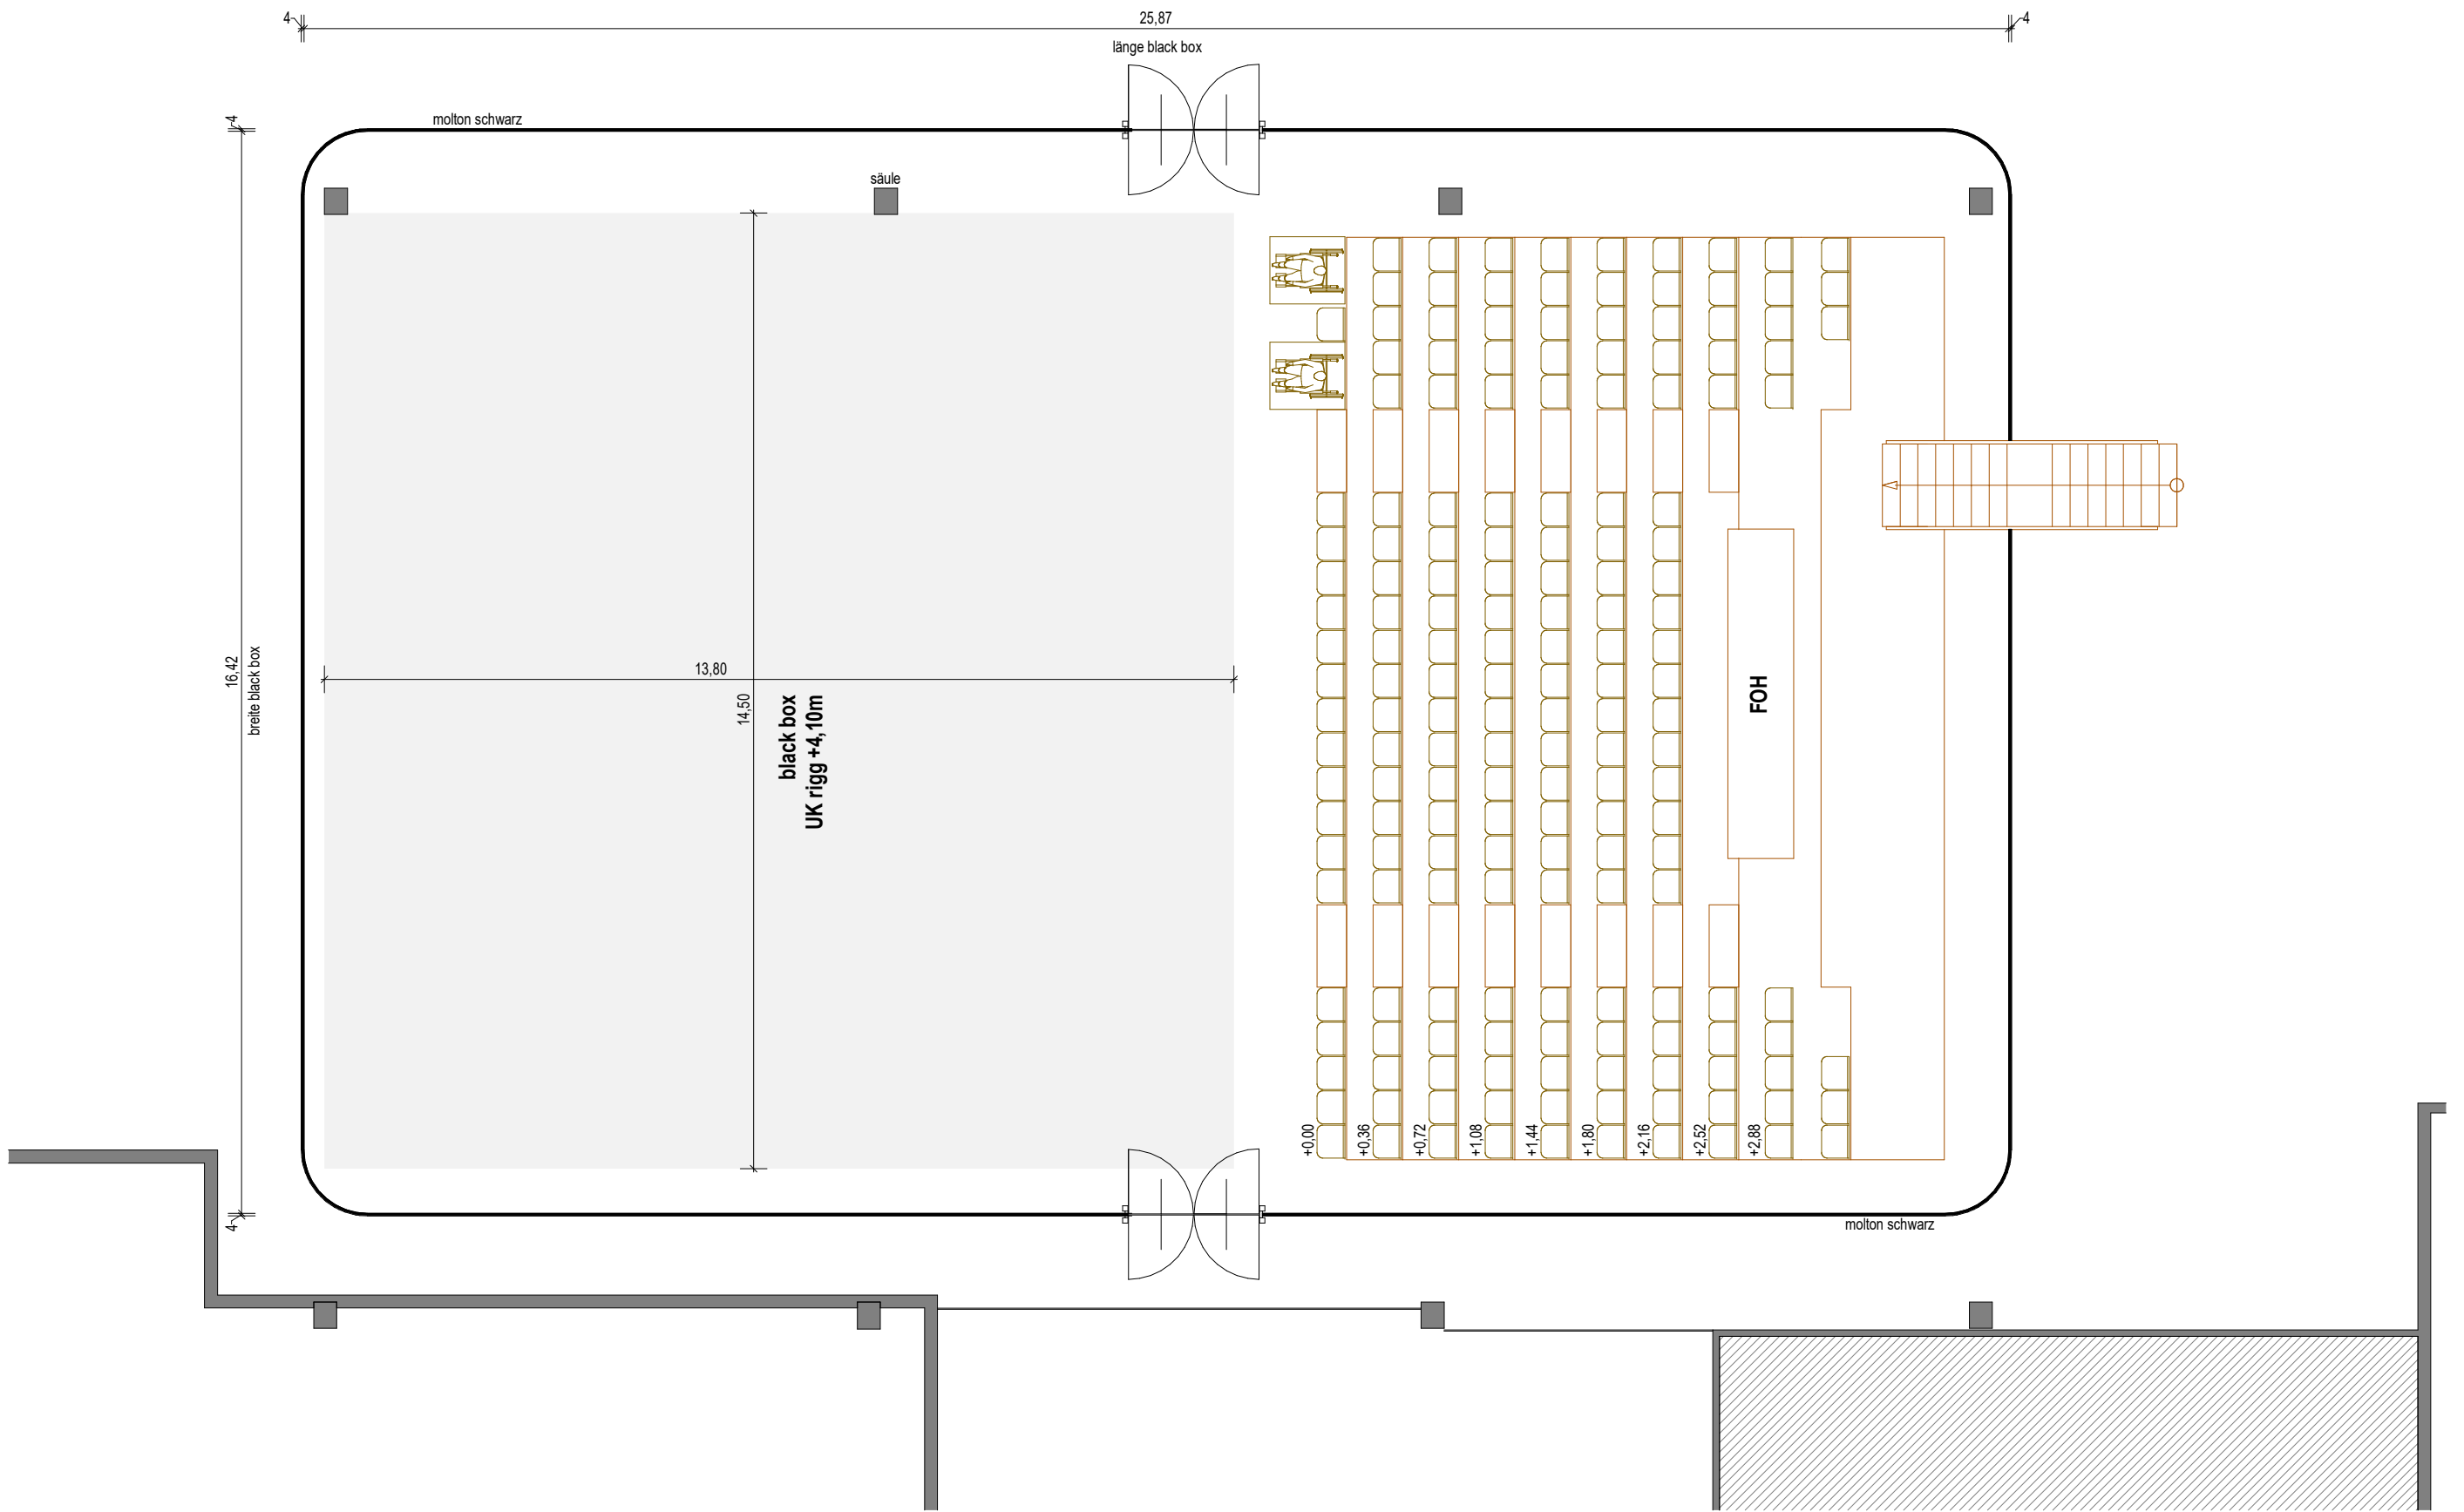 4
25,87
4
länge black box
4
molton schwarz
säule
16,42
breite black box
13,80
14,50
black box
UK rigg +4,10m
FOH
+0,00
+0,36
+0,72
+1,08
+1,44
+1,80
+2,16
+2,52
+2,88
4
molton schwarz